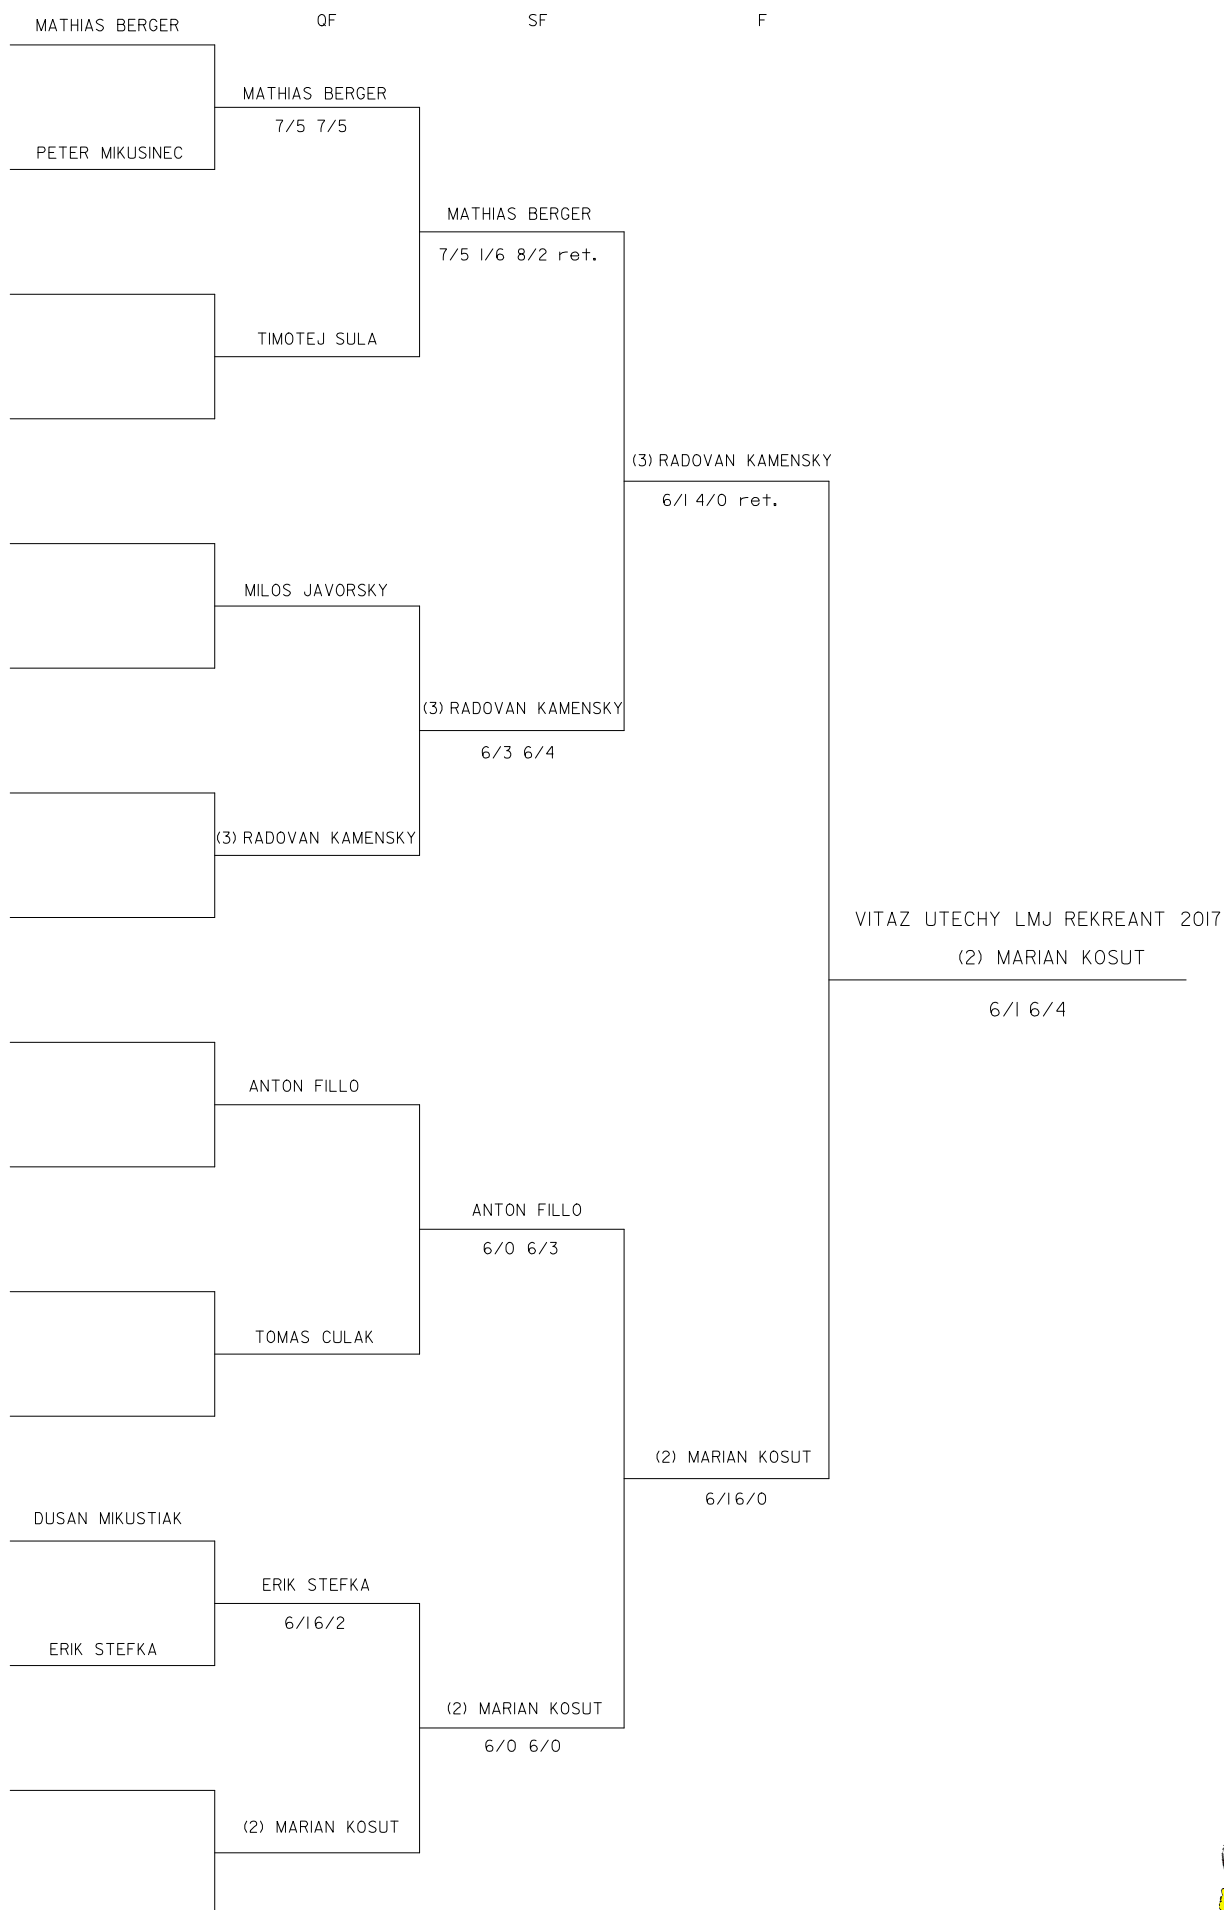 MATHIAS BERGER
QF
SF
F
MATHIAS BERGER
7/5 7/5
PETER MIKUSINEC
MATHIAS BERGER
7/5 1/6 8/2 ret.
TIMOTEJ SULA
(3) RADOVAN KAMENSKY
6/1 4/0 ret.
MILOS JAVORSKY
(3) RADOVAN KAMENSKY
6/3 6/4
(3) RADOVAN KAMENSKY
VITAZ UTECHY LMJ REKREANT 2017
(2) MARIAN KOSUT
6/1 6/4
ANTON FILLO
ANTON FILLO
6/0 6/3
TOMAS CULAK
(2) MARIAN KOSUT
6/1 6/0
DUSAN MIKUSTIAK
ERIK STEFKA
6/1 6/2
ERIK STEFKA
(2) MARIAN KOSUT
6/0 6/0
(2) MARIAN KOSUT